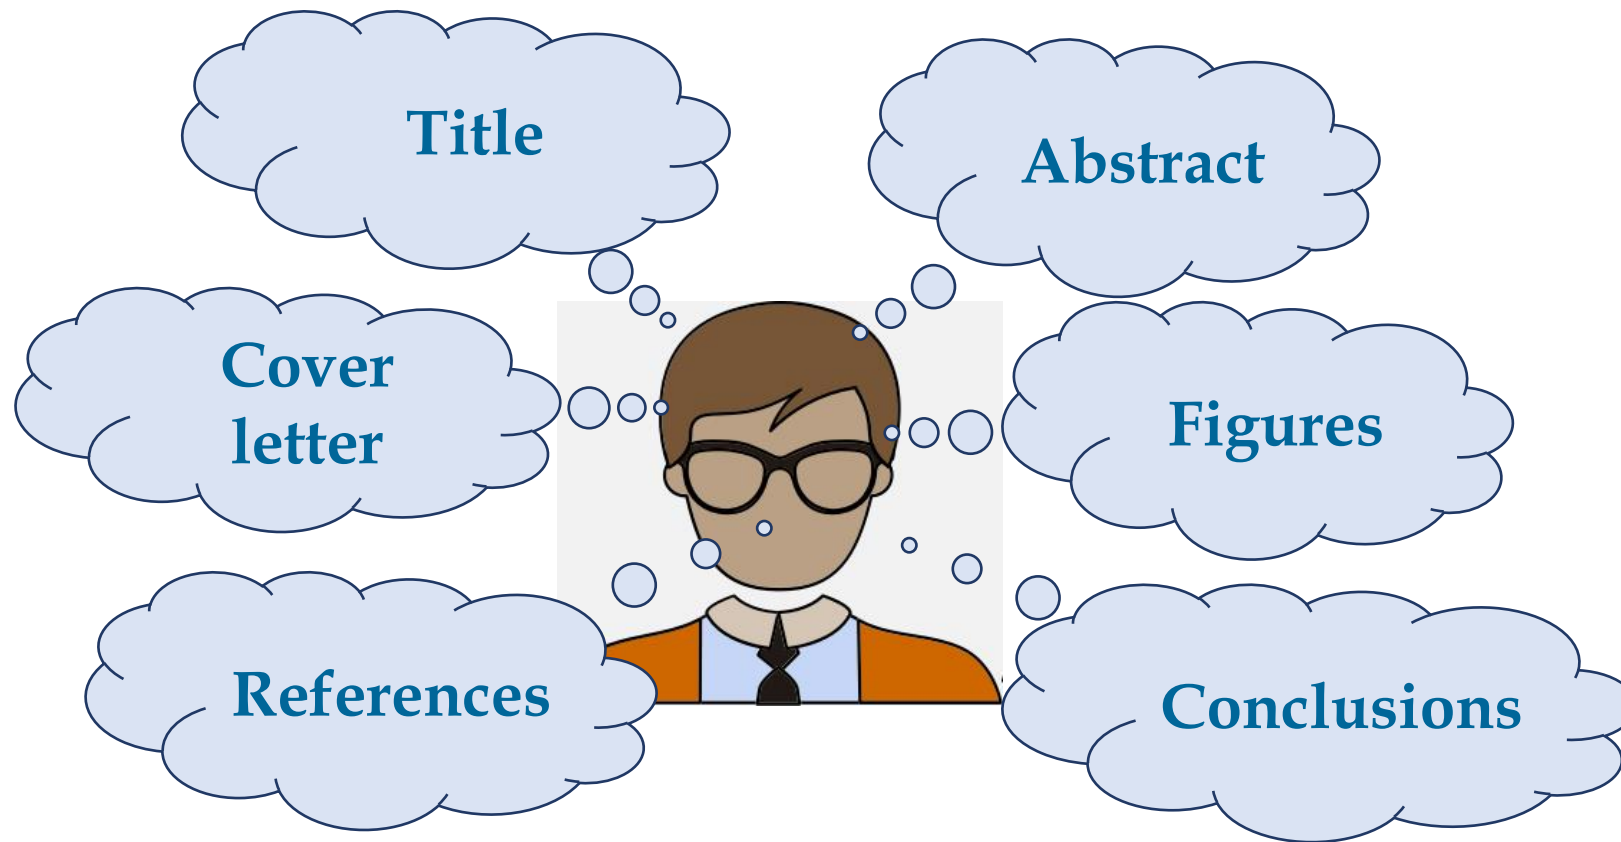 Title
Abstract
Cover
letter
Figures
References
Conclusions